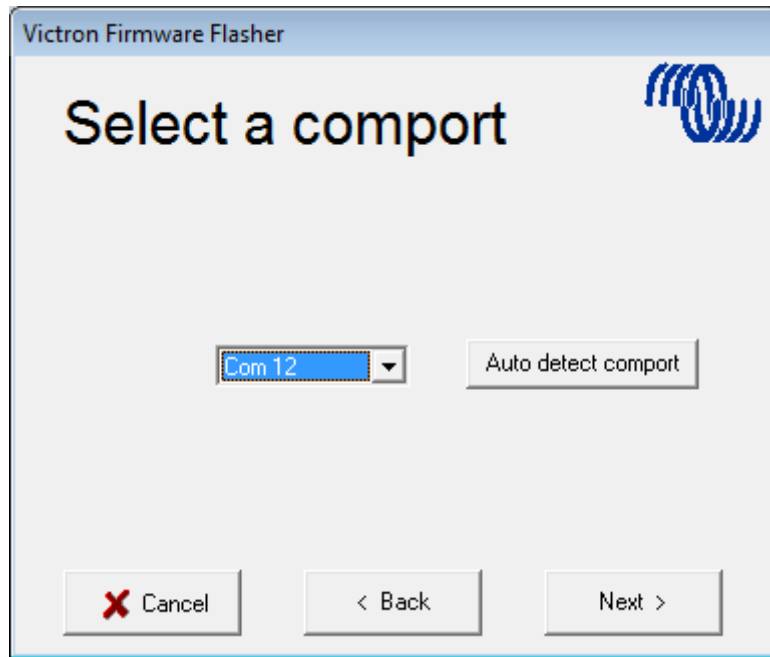 Victron Firmware Flasher
Select a comport
Com 12
Auto detect comport
Cancel
< Back
Next >